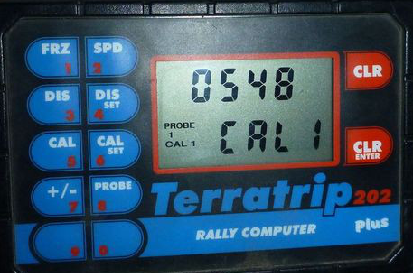 FRZ 1
SPD 2
DIS 3
DIS SET 4
CAL 5
CAL SET 6
+/- 7
PROBE 8
9
0
0548
PROBE
1
CAL 1
CAL 1
CLR
CLR
ENTER
Terratrip 202
plus
RALLY COMPUTER